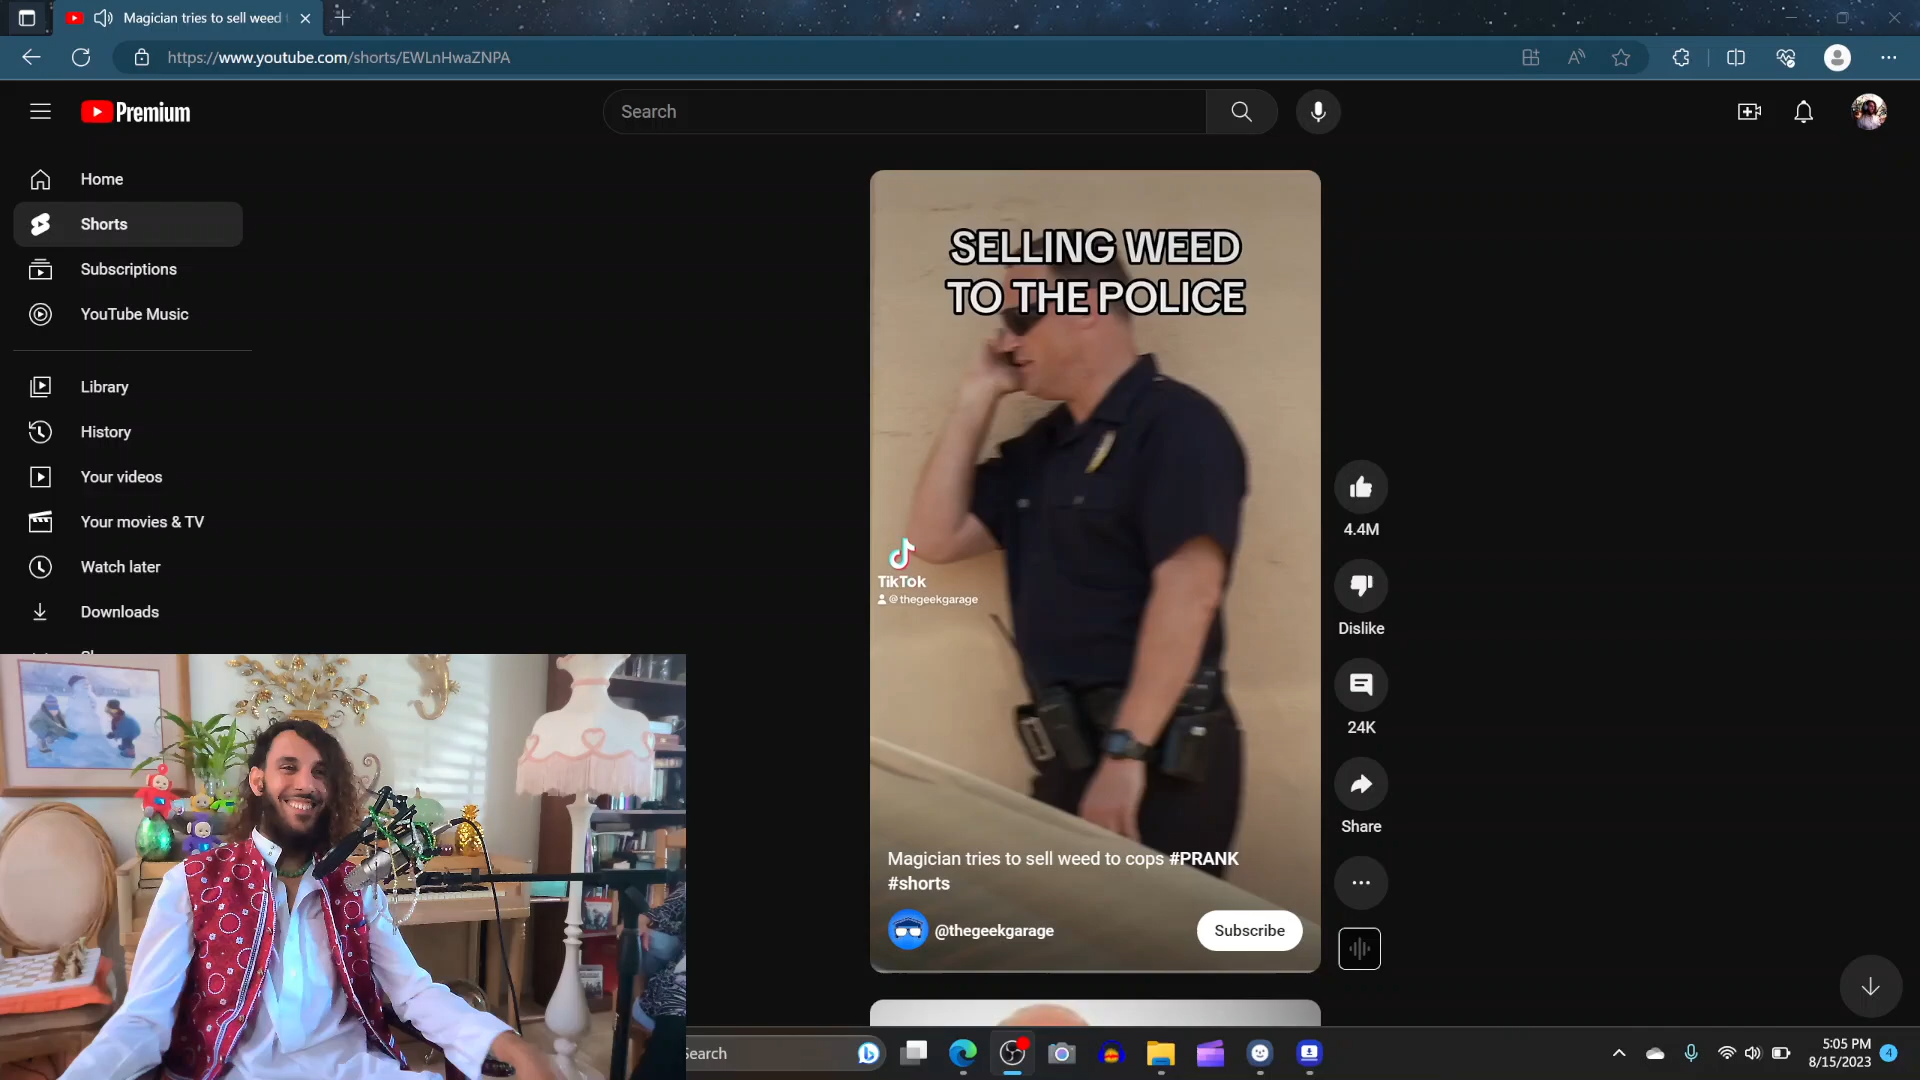 Magician tries to sell weed
https://www.youtube.com/shorts/EWLnHwaZNPA
Premium
Search
Home
Shorts
Subscriptions
YouTube Music
Library
History
Your videos
Your movies & TV
Watch later
Downloads
SELLING WEED
TO THE POLICE
TikTok
@thegeekgarage
Magician tries to sell weed to cops #PRANK
#shorts
@thegeekgarage
Subscribe
4.4M
Dislike
24K
Share
Search
5:05 PM
8/15/2023
4